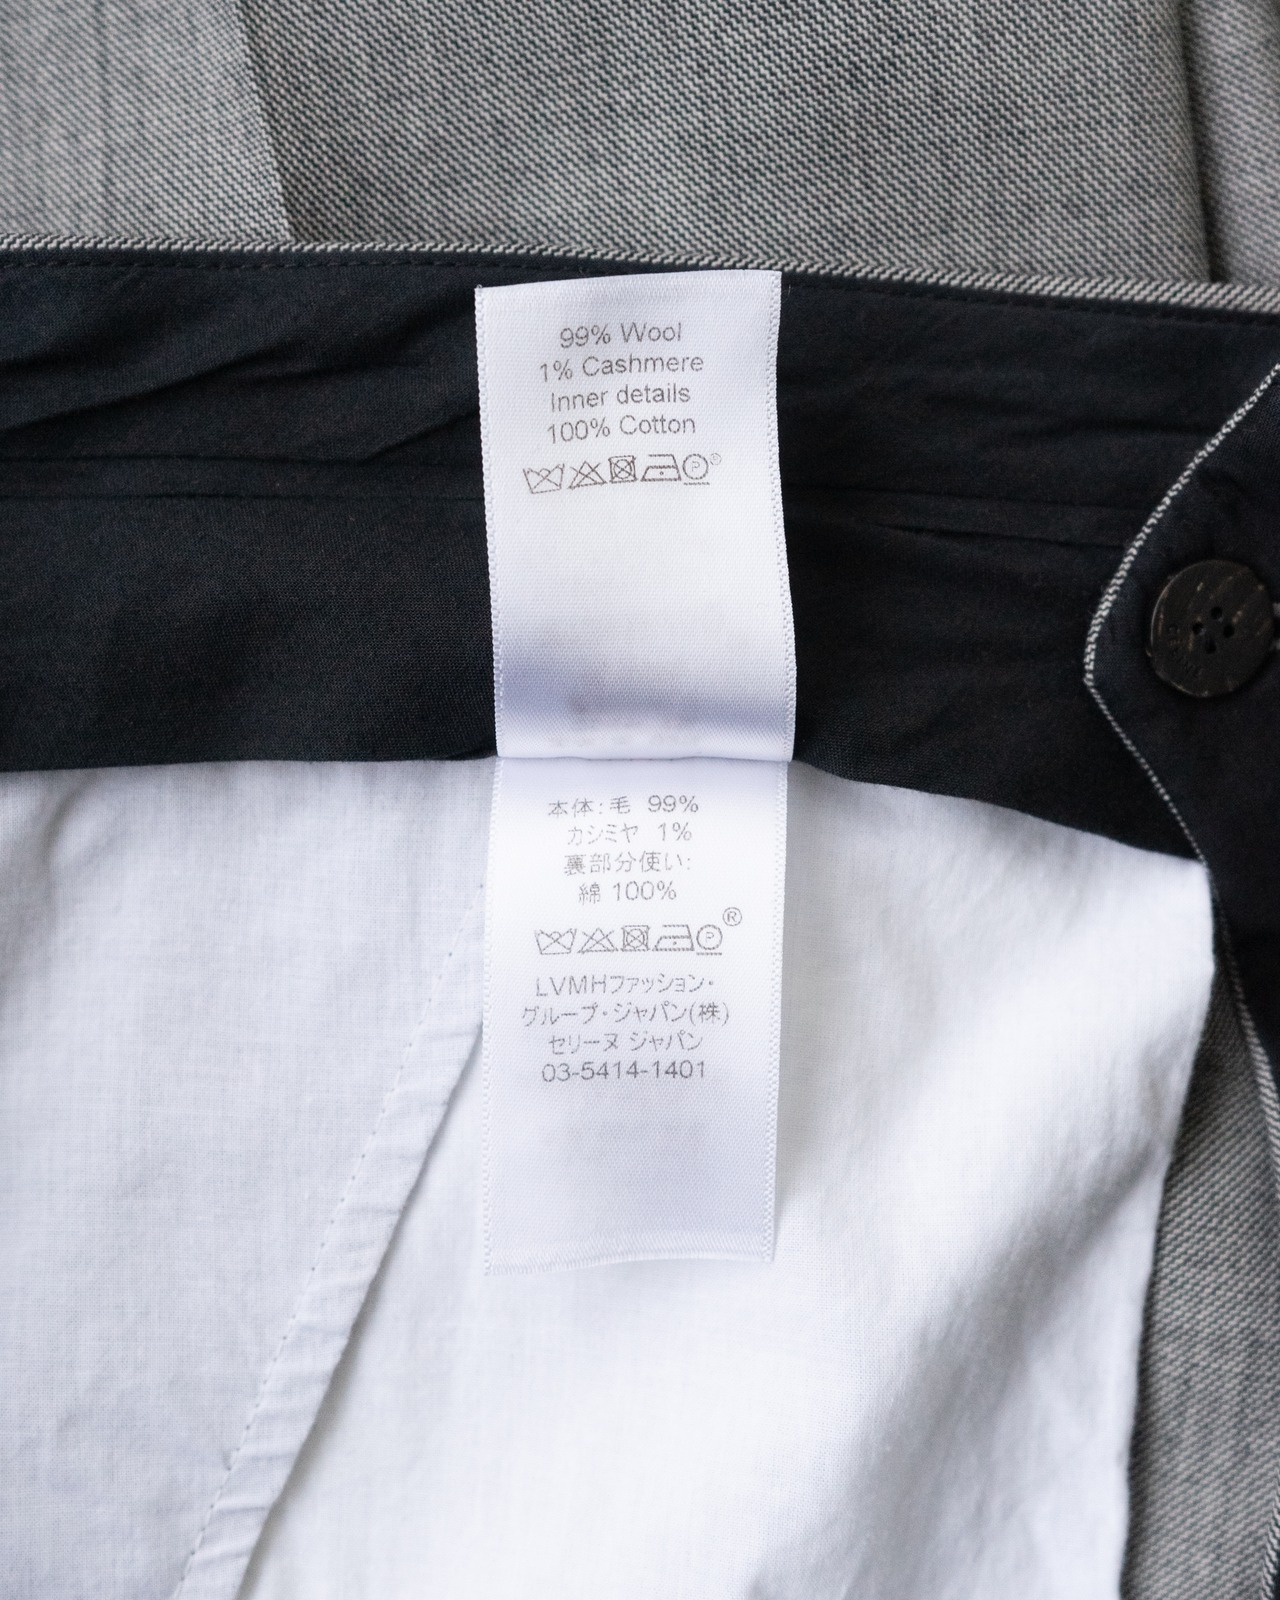 99% Wool
1% Cashmere
Inner details
100% Cotton
P®
本体:毛 99%
カシミヤ 1%
裏部分使い:
綿 100%
P®
LVMHファッション・
グループ・ジャパン(株)
セリーヌ ジャパン
03-5414-1401